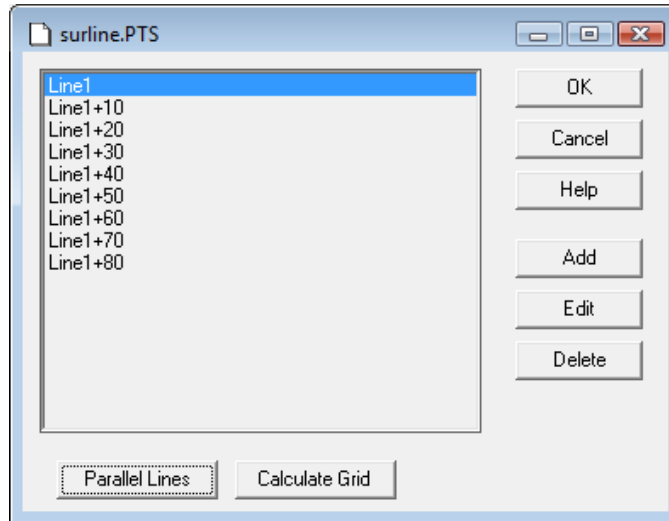 surline.PTS
Line1
Line1+10
Line1+20
Line1+30
Line1+40
Line1+50
Line1+60
Line1+70
Line1+80
OK
Cancel
Help
Add
Edit
Delete
Parallel Lines
Calculate Grid